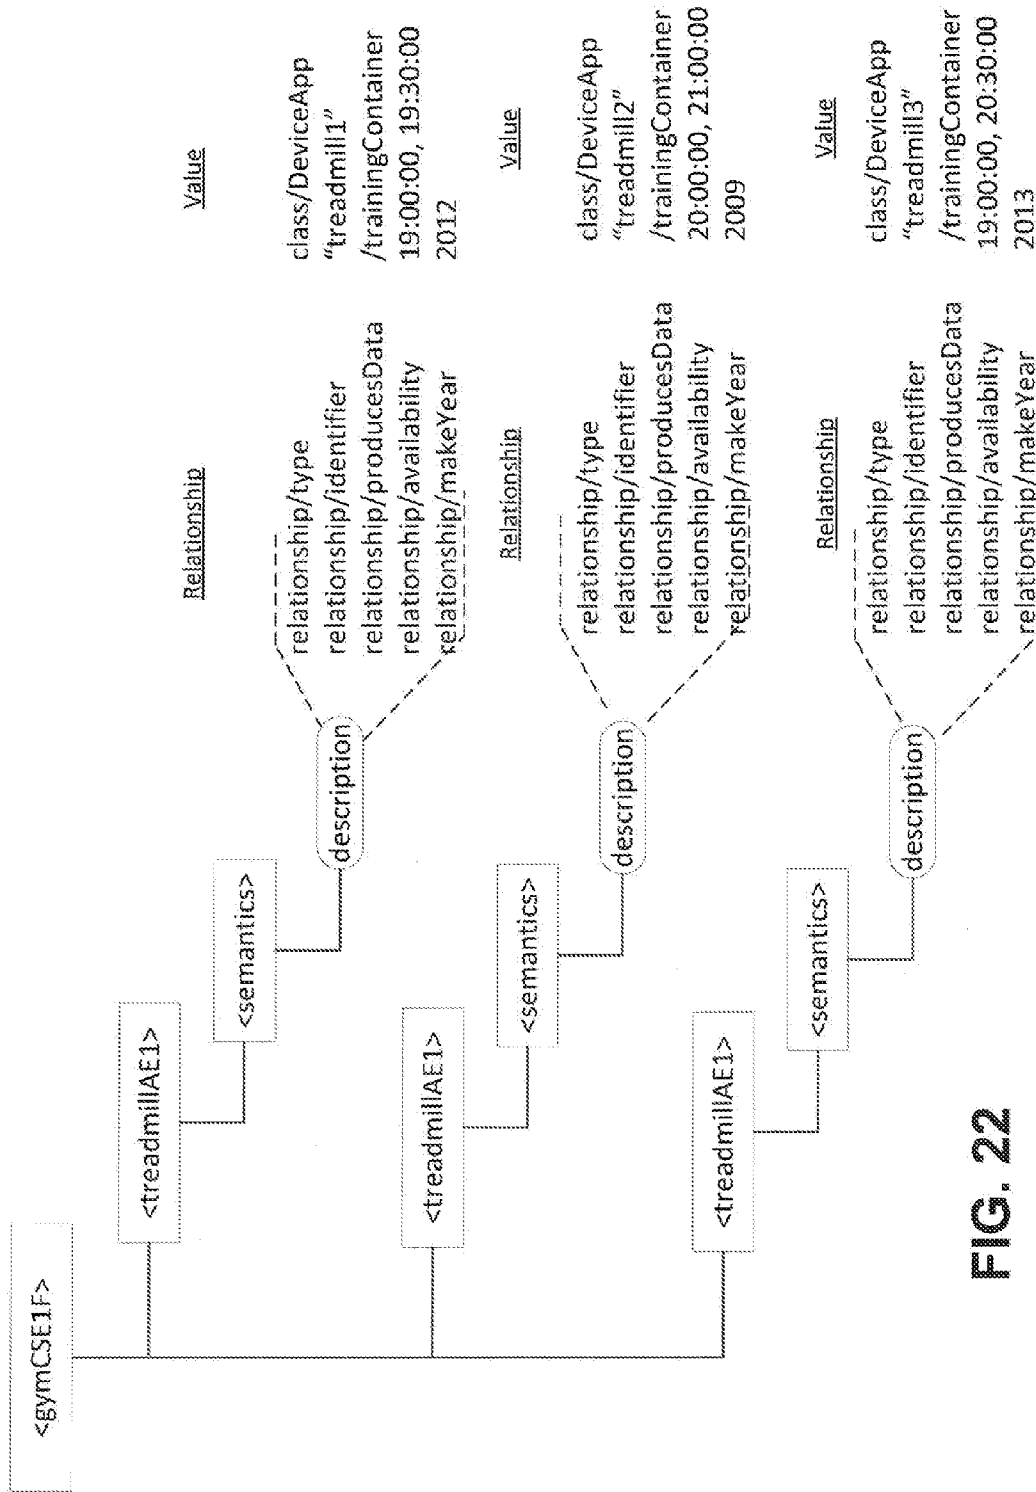 <gymCSE1F>
<treadmillAE1>
<semantics>
description
Relationship
Value
relationship/type
class/DeviceApp
relationship/identifier
“treadmill1”
relationship/producesData
/trainingContainer
relationship/availability
19:00:00, 19:30:00
relationship/makeYear
2012
<treadmillAE1>
<semantics>
description
Relationship
Value
relationship/type
class/DeviceApp
relationship/identifier
“treadmill2”
relationship/producesData
/trainingContainer
relationship/availability
20:00:00, 21:00:00
relationship/makeYear
2009
<treadmillAE1>
<semantics>
description
Relationship
Value
relationship/type
class/DeviceApp
relationship/identifier
“treadmill3”
relationship/producesData
/trainingContainer
relationship/availability
19:00:00, 20:30:00
relationship/makeYear
2013
FIG. 22